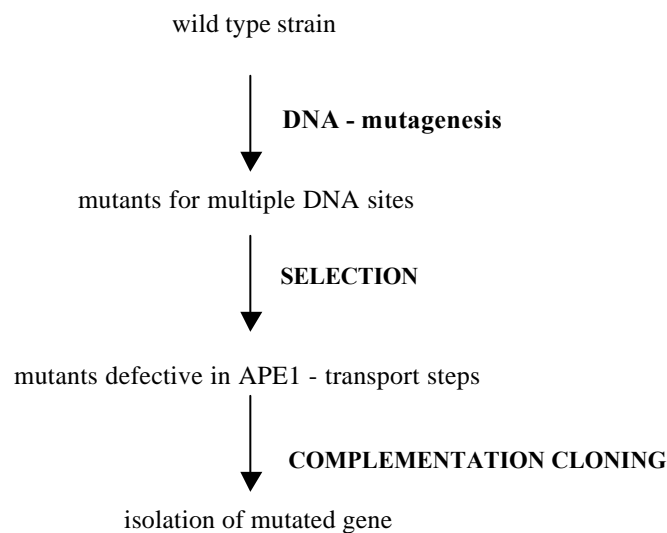 wild type strain
DNA - mutagenesis
mutants for multiple DNA sites
SELECTION
mutants defective in APE1 - transport steps
COMPLEMENTATION CLONING
isolation of mutated gene